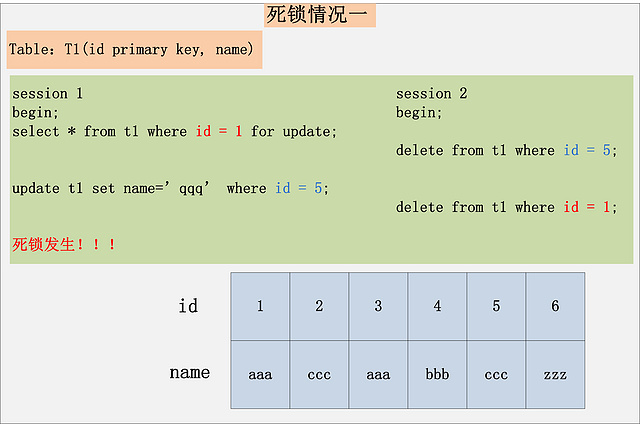 死锁情况一
Table: T1(id primary key, name)
session 1
begin;
select * from t1 where id = 1 for update;
update t1 set name=’qqq’ where id = 5;
死锁发生！！！
session 2
begin;
delete from t1 where id = 5;
delete from t1 where id = 1;
id 1 2 3 4 5 6
name aaa ccc aaa bbb ccc zzz